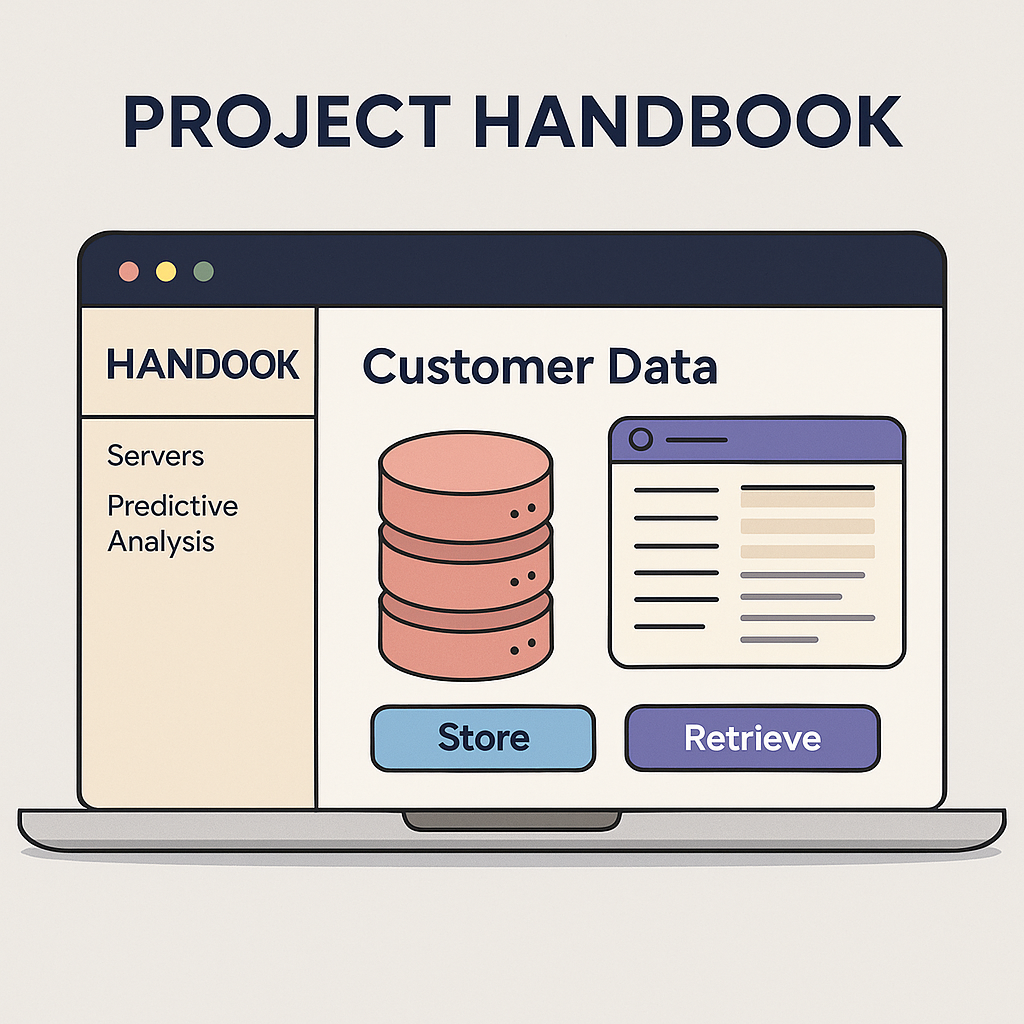 PROJECT HANDBOOK
HANDOOK
Servers
Predictive
Analysis
Customer Data
Store
Retrieve